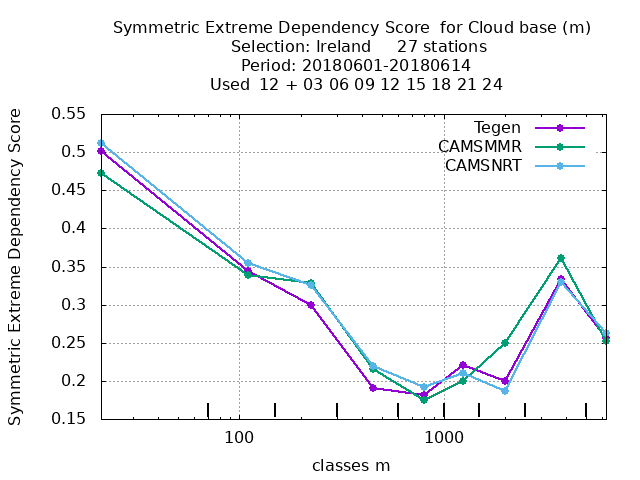 Symmetric Extreme Dependency Score  for Cloud base (m)
Selection: Ireland     27 stations
Period: 20180601-20180614
Used  12 + 03 06 09 12 15 18 21 24
Symmetric Extreme Dependency Score
0.55
0.5
0.45
0.4
0.35
0.3
0.25
0.2
0.15
Tegen
CAMSMMR
CAMSNRT
100
1000
classes m